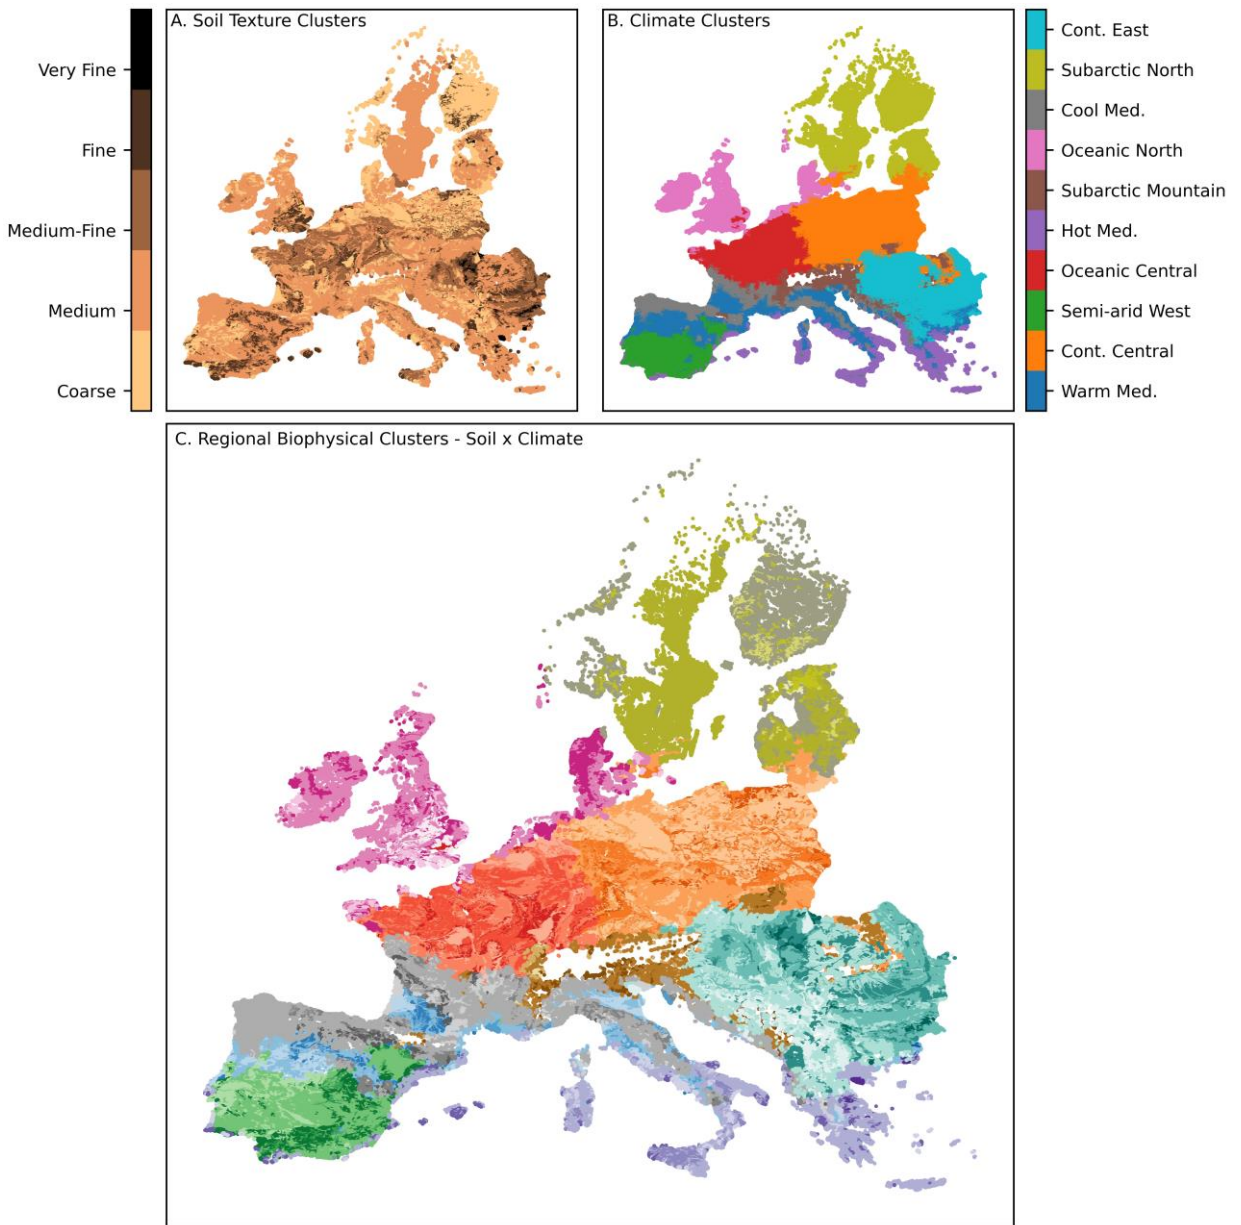 A. Soil Texture Clusters
Very Fine
Fine
Medium-Fine
Medium
Coarse
B. Climate Clusters
Cont. East
Subarctic North
Cool Med.
Oceanic North
Subarctic Mountain
Hot Med.
Oceanic Central
Semi-arid West
Cont. Central
Warm Med.
C. Regional Biophysical Clusters - Soil x Climate